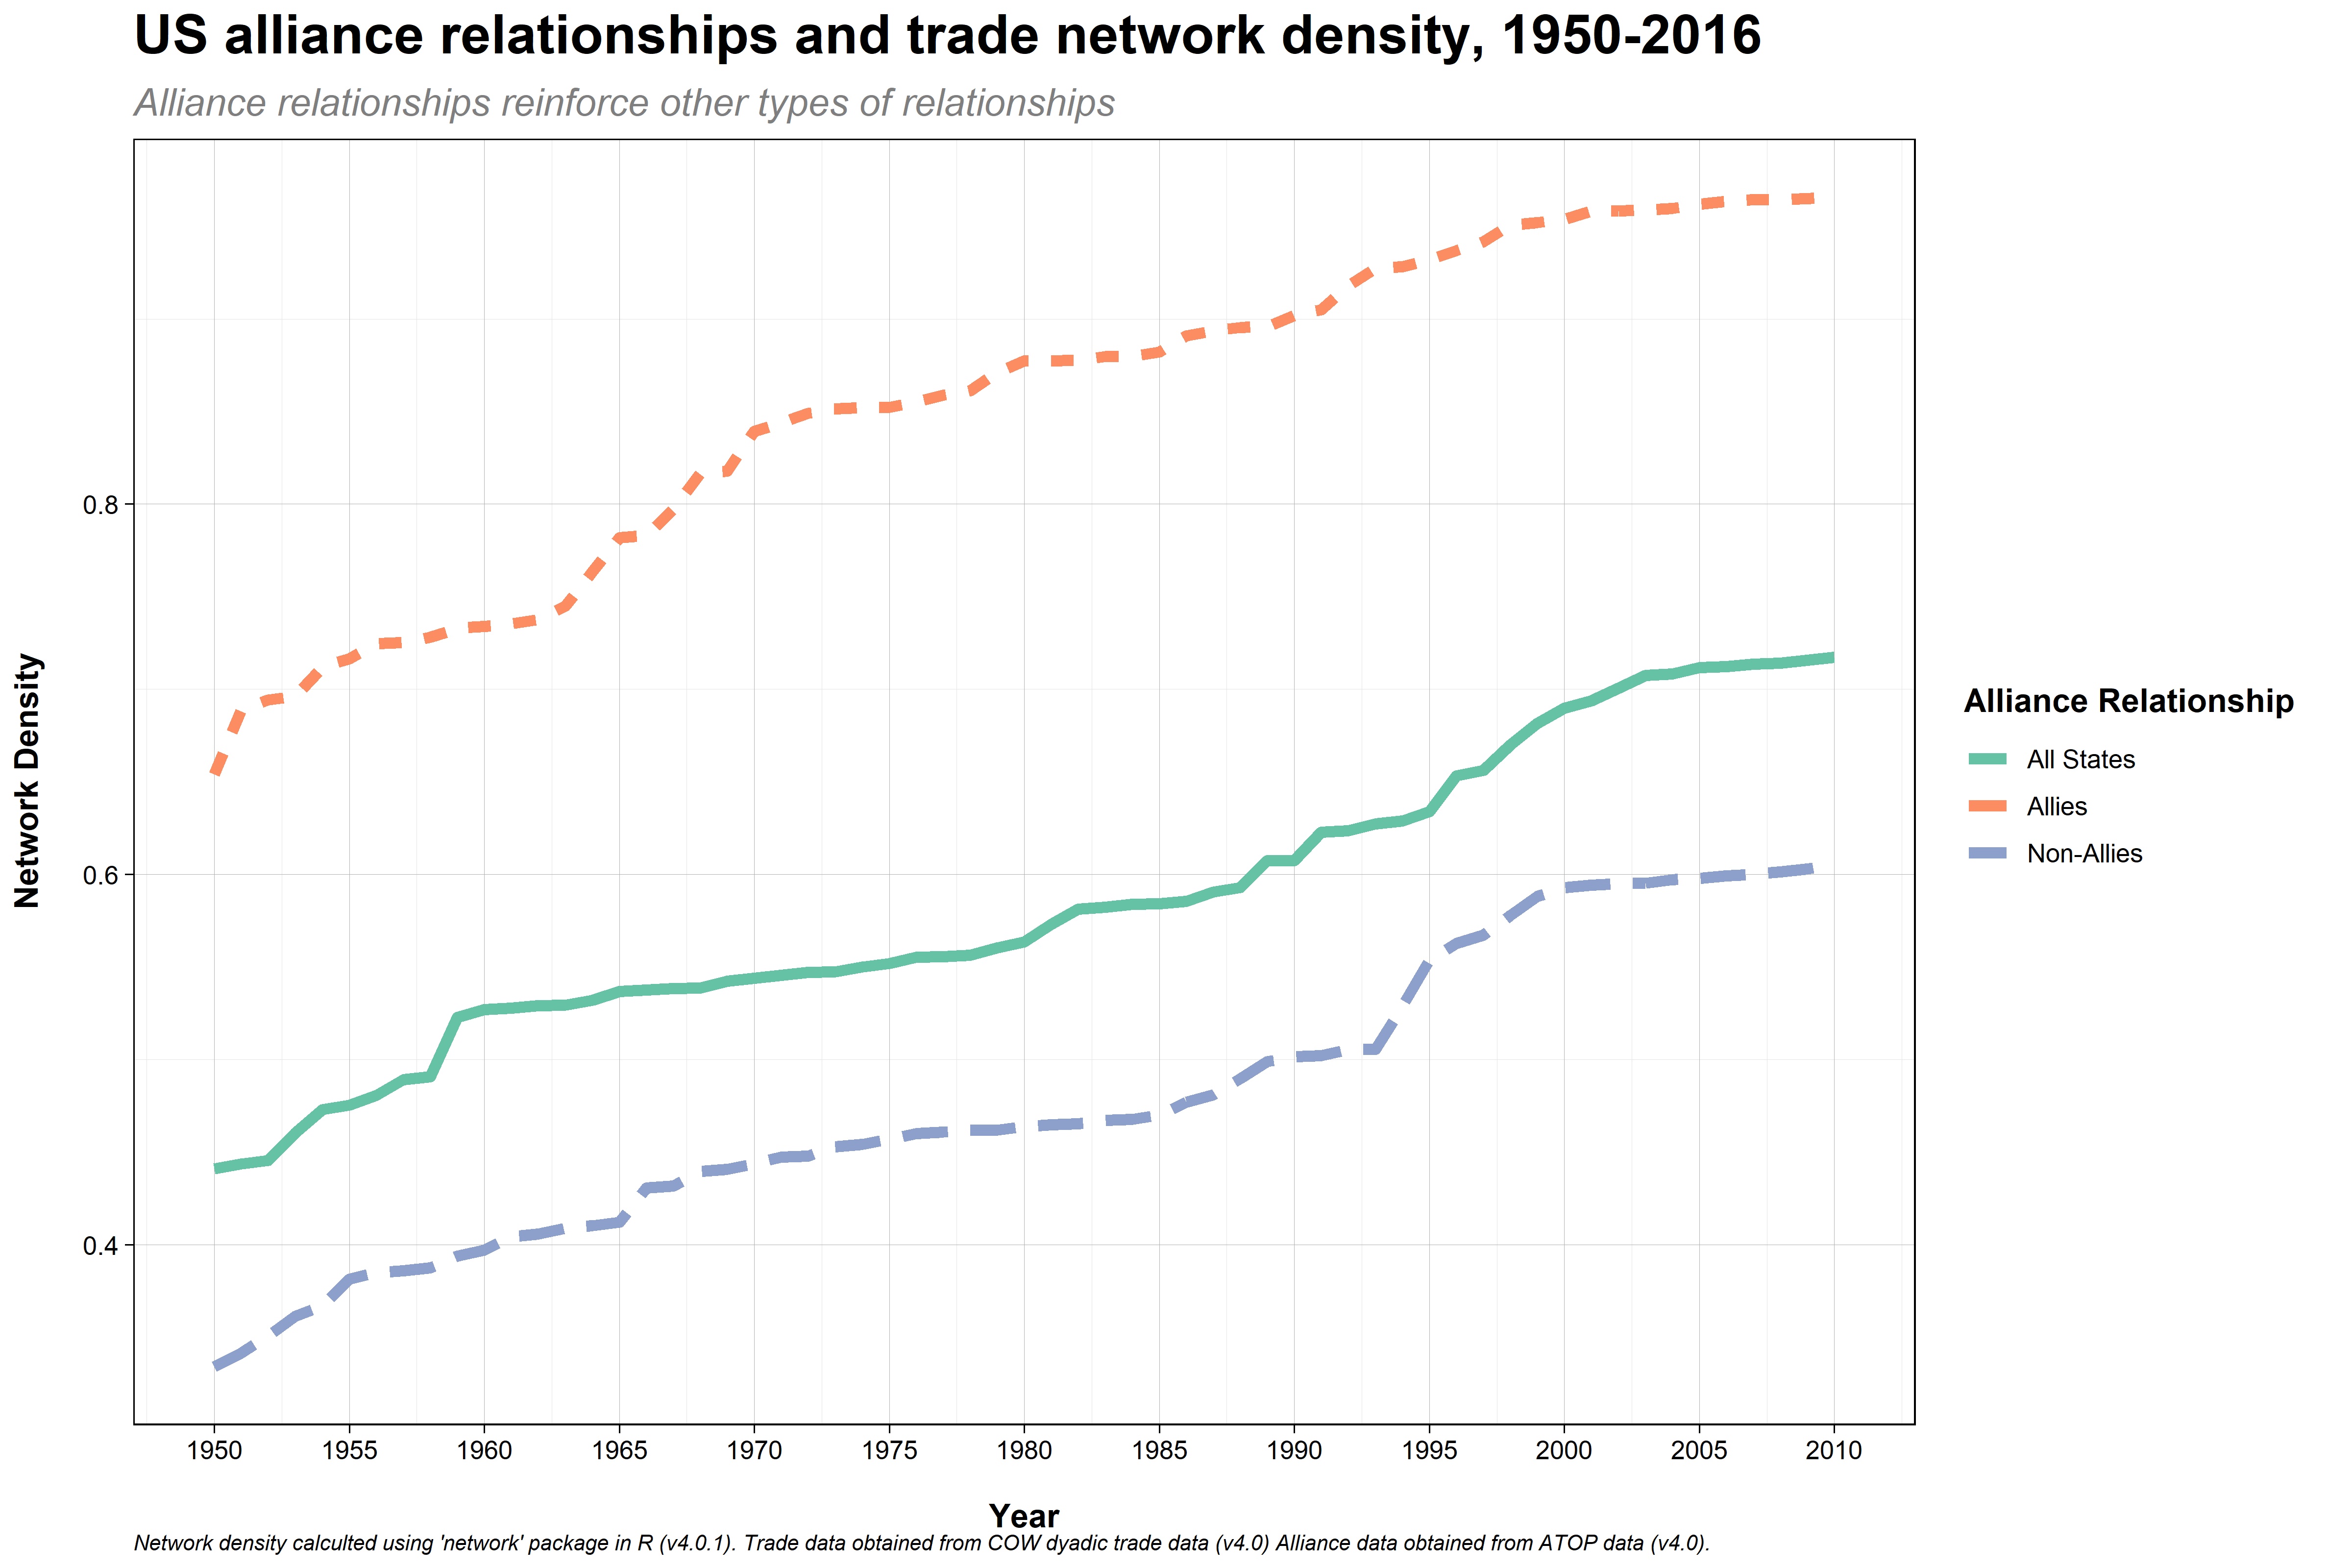 US alliance relationships and trade network density, 1950-2016
Alliance relationships reinforce other types of relationships
Network Density
0.8
0.6
0.4
1950 1955 1960 1965 1970 1975 1980 1985 1990 1995 2000 2005 2010
Year
Alliance Relationship
All States
Allies
Non-Allies
Network density calculted using 'network' package in R (v4.0.1). Trade data obtained from COW dyadic trade data (v4.0) Alliance data obtained from ATOP data (v4.0).